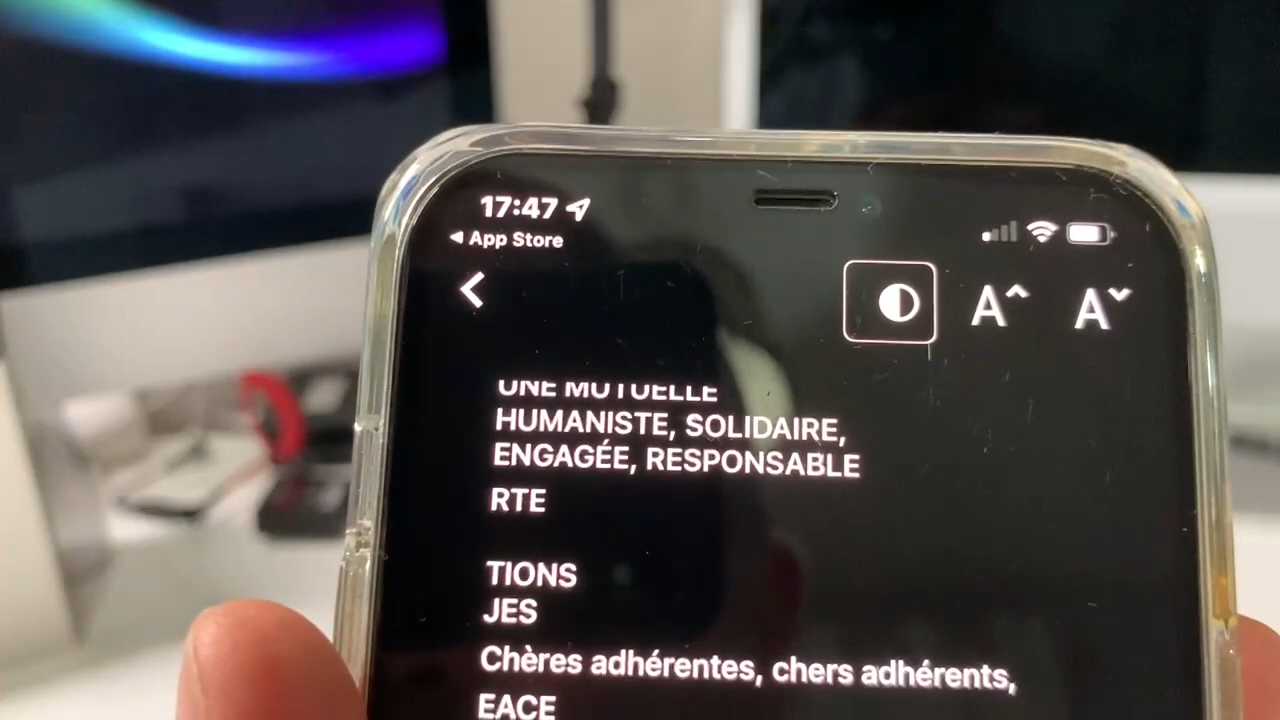 17:47
App Store
A A
UNE MUTUELLE
HUMANISTE, SOLIDAIRE,
ENGAGÉE, RESPONSABLE
RTE
TIONS
JES
Chères adhérentes, chers adhérents,
EACE